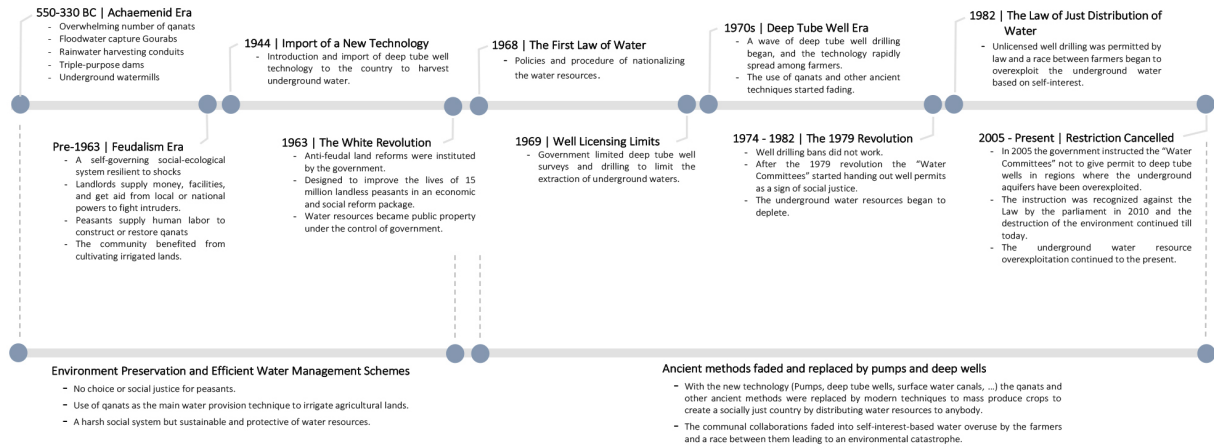 550-330 BC | Achaemenid Era
- Overwhelming number of qanats
- Floodwater capture Gourabs
- Rainwater harvesting conduits
- Triple-purpose dams
- Underground watermills
1944 | Import of a New Technology
- Introduction and import of deep tube well
technology to the country to harvest
underground water.
1968 | The First Law of Water
- Policies and procedure of nationalizing
the water resources.
1970s | Deep Tube Well Era
- A wave of deep tube well drilling
began, and the technology rapidly
spread among farmers.
- The use of qanats and other ancient
techniques started fading.
1982 | The Law of Just Distribution of
Water
- Unlicensed well drilling was permitted by
law and a race between farmers began to
overexploit the underground water
based on self-interest.
Pre-1963 | Feudalism Era
- A self-governing social-ecological
system resilient to shocks
- Landlords supply money, facilities,
and get aid from local or national
powers to fight intruders.
- Peasants supply human labor to
construct or restore qanats
- The community benefited from
cultivating irrigated lands.
1963 | The White Revolution
- Anti-feudal land reforms were instituted
by the government.
- Designed to improve the lives of 15
million landless peasants in an economic
and social reform package.
- Water resources became public property
under the control of government.
1969 | Well Licensing Limits
- Government limited deep tube well
surveys and drilling to limit the
extraction of underground waters.
1974 - 1982 | The 1979 Revolution
- Well drilling bans did not work.
- After the 1979 revolution the “Water
Committees” started handing out well permits
as a sign of social justice.
- The underground water resources began to
deplete.
2005 - Present | Restriction Cancelled
- In 2005 the government instructed the “Water
Committees” not to give permit to deep tube
wells in regions where the underground
aquifers have been overexploited.
- The instruction was recognized against the
Law by the parliament in 2010 and the
destruction of the environment continued till
today.
- The underground water resource
overexploitation continued to the present.
Environment Preservation and Efficient Water Management Schemes
- No choice or social justice for peasants.
- Use of qanats as the main water provision technique to irrigate agricultural lands.
- A harsh social system but sustainable and protective of water resources.
Ancient methods faded and replaced by pumps and deep wells
- With the new technology (Pumps, deep tube wells, surface water canals, ...) the qanats and
other ancient methods were replaced by modern techniques to mass produce crops to
create a socially just country by distributing water resources to anybody.
- The communal collaborations faded into self-interest-based water overuse by the farmers
and a race between them leading to an environmental catastrophe.